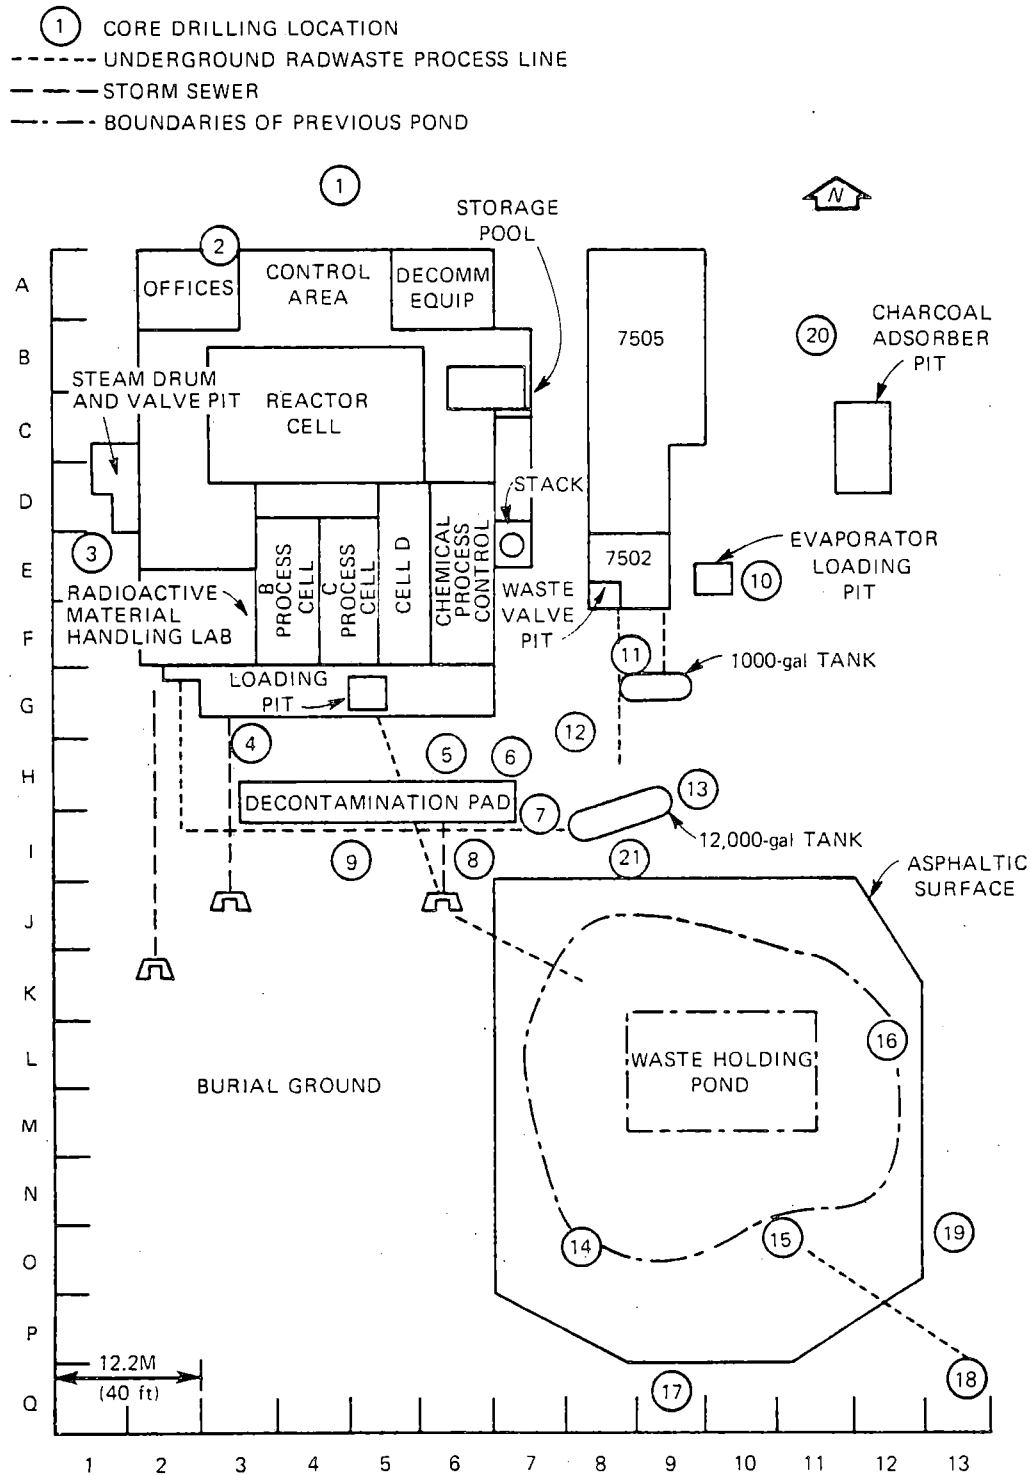 1 CORE DRILLING LOCATION
UNDERGROUND RADWASTE PROCESS LINE
STORM SEWER
BOUNDARIES OF PREVIOUS POND
1
N
STORAGE
POOL
2
A
OFFICES
CONTROL
AREA
DECOMM
EQUIP
7505
20
CHARCOAL
ADSORBER
PIT
B
STEAM DRUM
AND VALVE PIT
REACTOR
CELL
C
D
STACK
3
E
RADIOACTIVE
MATERIAL
HANDLING LAB
B
PROCESS
CELL
C
PROCESS
CELL
CELL D
CHEMICAL
PROCESS
CONTROL
7502
WASTE
VALVE
PIT
EVAPORATOR
LOADING
PIT
10
F
11
1000-gal TANK
LOADING
PIT
G
4
5
6
12
H
DECONTAMINATION PAD
7
13
12,000-gal TANK
I
9
8
21
ASPHALTIC
SURFACE
J
K
16
L
BURIAL GROUND
WASTE HOLDING
POND
M
N
14
15
19
O
P
12.2M
(40 ft)
17
18
Q
1 2 3 4 5 6 7 8 9 10 11 12 13